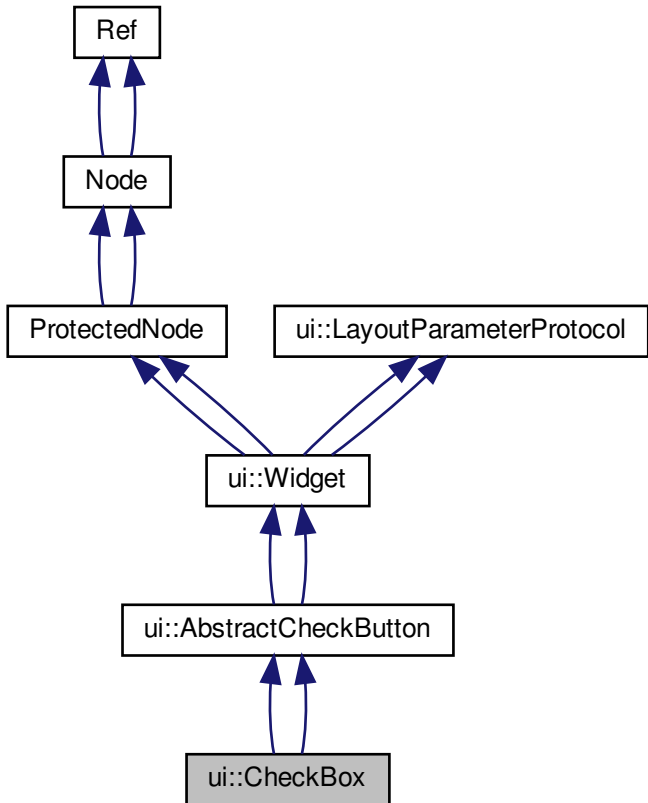 Ref
Node
ProtectedNode
ui::LayoutParameterProtocol
ui::Widget
ui::AbstractCheckButton
ui::CheckBox